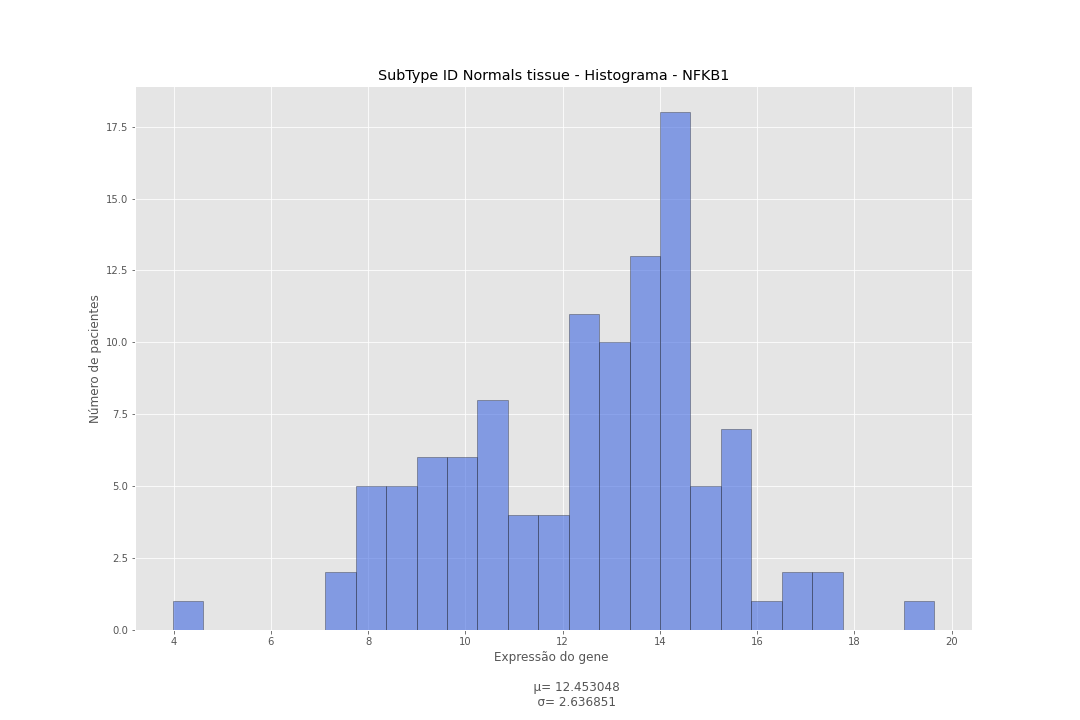 SubType ID Normals tissue - Histograma - NFKB1
17.5
15.0
12.5
10.0
7.5
5.0
2.5
0.0
Número de pacientes
4 6 8 10 12 14 16 18 20
Expressão do gene
μ= 12.453048
σ= 2.636851